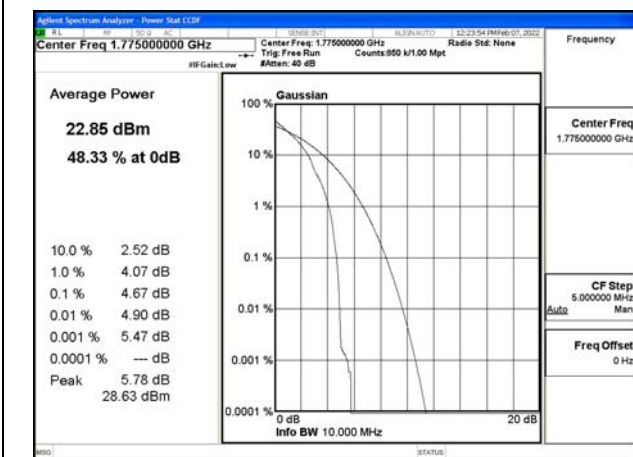 Agilent Spectrum Analyzer - Power Stat CCDF
RL RF 50 Ω AC SENSE:INT ALIGNAUTO 12:23:54 PM Feb 07, 2022
Center Freq 1.775000000 GHz
Center Freq: 1.775000000 GHz Radio Std: None
Trig: Free Run Counts:850 k/1.00 Mpt
#IFGain:Low #Atten: 40 dB
Frequency
Average Power
22.85 dBm
48.33 % at 0dB
10.0 % 2.52 dB
1.0 % 4.07 dB
0.1 % 4.67 dB
0.01 % 4.90 dB
0.001 % 5.47 dB
0.0001 % --- dB
Peak 5.78 dB
28.63 dBm
Gaussian
100 %
10 %
1 %
0.1 %
0.01 %
0.001 %
0.0001 %
0 dB 20 dB
Info BW 10.000 MHz
Center Freq
1.775000000 GHz
CF Step
5.000000 MHz
Auto Man
Freq Offset
0 Hz
MSG STATUS